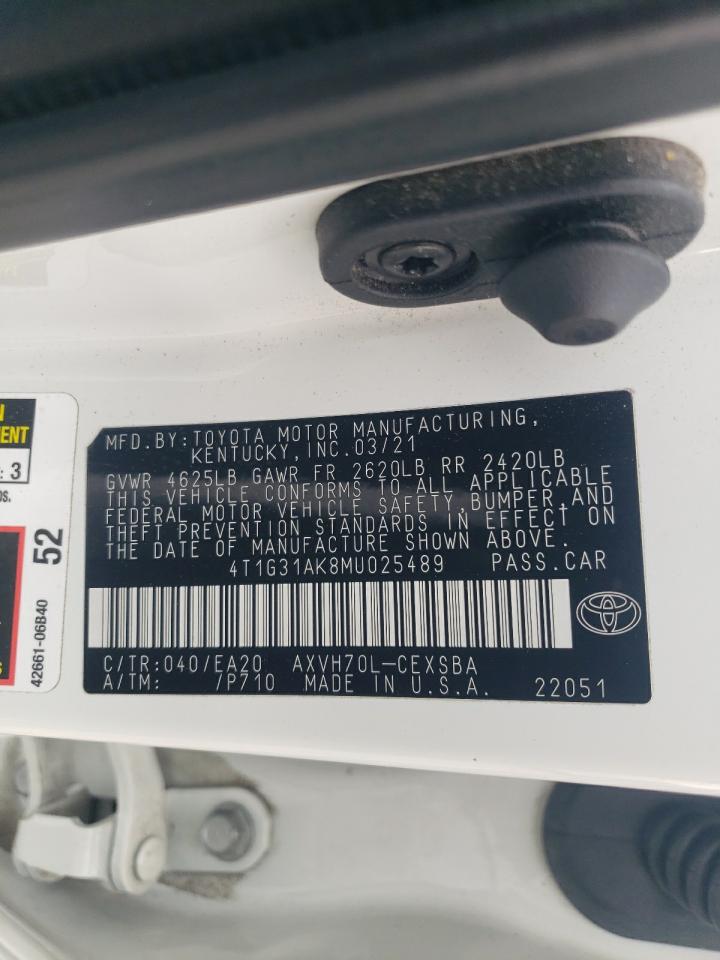 MFD.BY:TOYOTA MOTOR MANUFACTURING,
KENTUCKY, INC.03/21
GVWR 4625LB GAWR FR 2620LB RR 2420LB
THIS VEHICLE CONFORMS TO ALL APPLICABLE
FEDERAL MOTOR VEHICLE SAFETY,BUMPER,AND
THEFT PREVENTION STANDARDS IN EFFECT ON
THE DATE OF MANUFACTURE SHOWN ABOVE.
4T1G31AK8MU025489 PASS.CAR
C/TR:040/EA20 AXVH70L-CEXSBA
A/TM: /P710 MADE IN U.S.A. 22051
52
42661-06B40
3